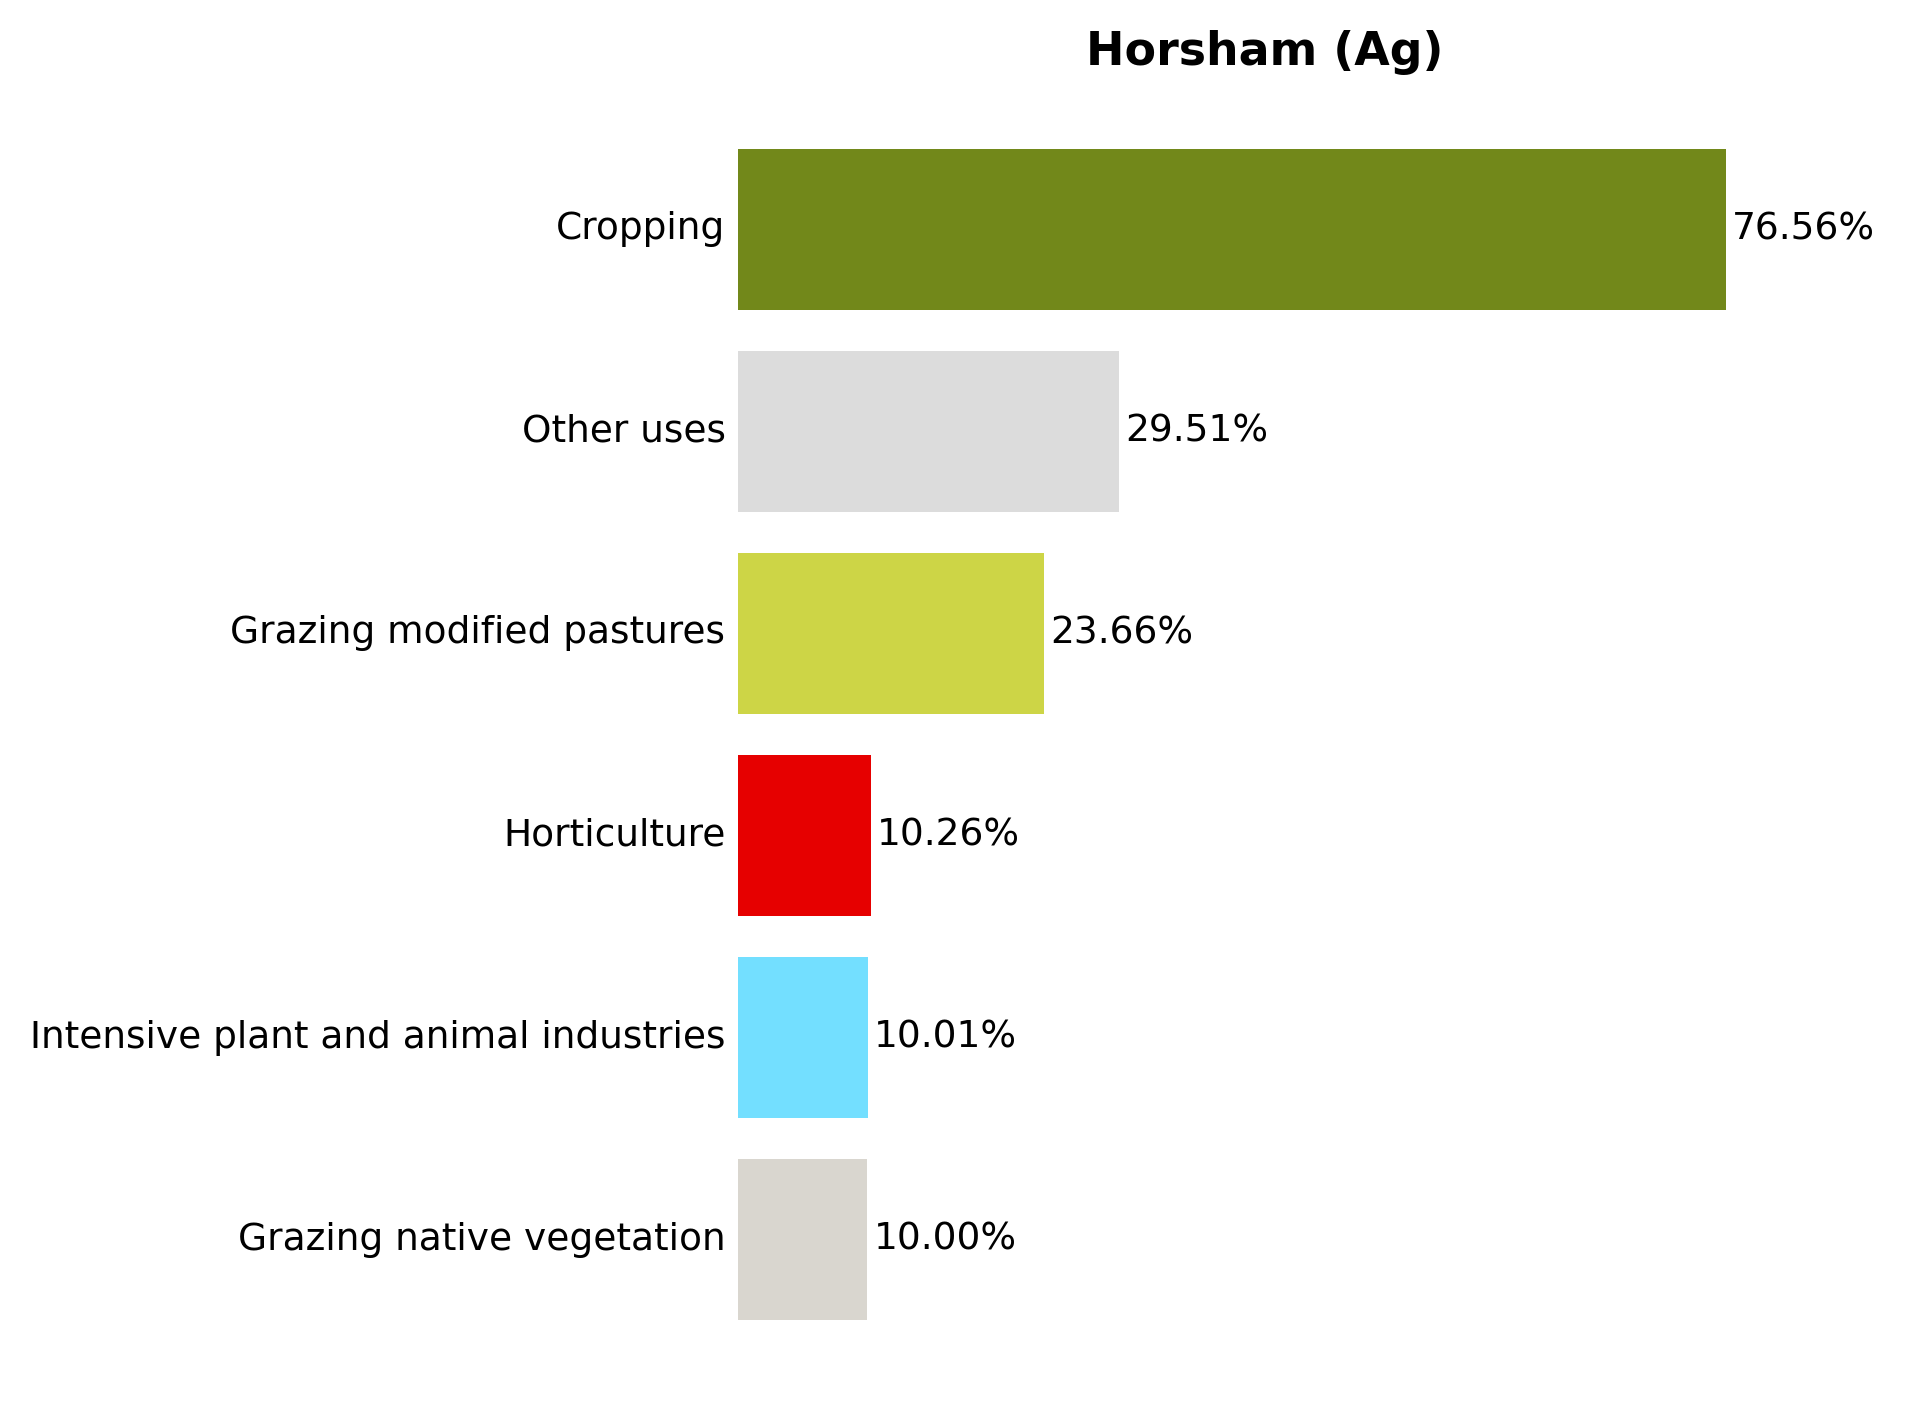 Horsham (Ag)
Cropping 76.56%
Other uses 29.51%
Grazing modified pastures 23.66%
Horticulture 10.26%
Intensive plant and animal industries 10.01%
Grazing native vegetation 10.00%